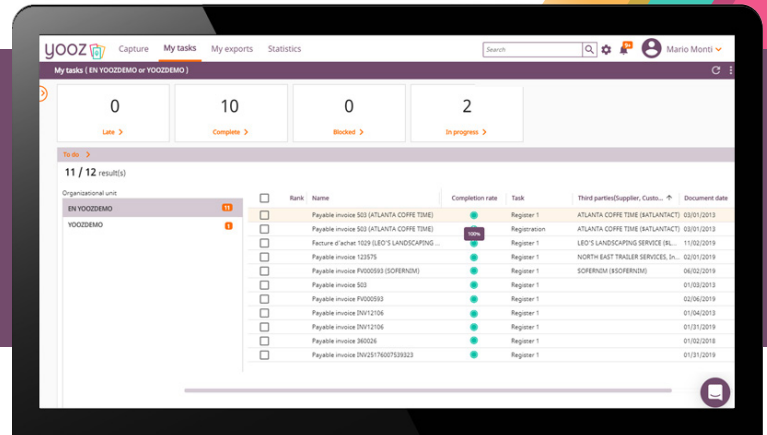 yooz
Capture My tasks My exports Statistics Search 9+ Mario Monti
My tasks ( EN YOOZDEMO or YOOZDEMO )
0 10 0 2
Late Complete Blocked In progress
To do
11 / 12 result(s)
Organizational unit
EN YOOZDEMO 11
YOOZDEMO 1
Rank Name Completion rate Task Third parties(Supplier, Custo... Document date
Payable invoice 503 (ATLANTA COFFE TIME) Register 1 ATLANTA COFFE TIME ($ATLANTACT) 03/01/2013
Payable invoice 503 (ATLANTA COFFE TIME) Registration ATLANTA COFFE TIME ($ATLANTACT) 03/01/2013
100%
Facture d'achat 1029 (LEO'S LANDSCAPING ... Register 1 LEO'S LANDSCAPING SERVICE ($L... 11/02/2019
Payable invoice 123575 Register 1 NORTH EAST TRAILER SERVICES, In... 02/01/2019
Payable invoice FV000593 (SOFERNIM) Register 1 SOFERNIM ($SOFERNIM) 06/02/2019
Payable invoice 503 Register 1 01/03/2013
Payable invoice FV000593 Register 1 02/06/2019
Payable invoice INV12106 Register 1 01/04/2013
Payable invoice INV12106 Register 1 01/31/2019
Payable invoice 360026 Register 1 01/02/2018
Payable invoice INV25176007539323 Register 1 01/31/2019